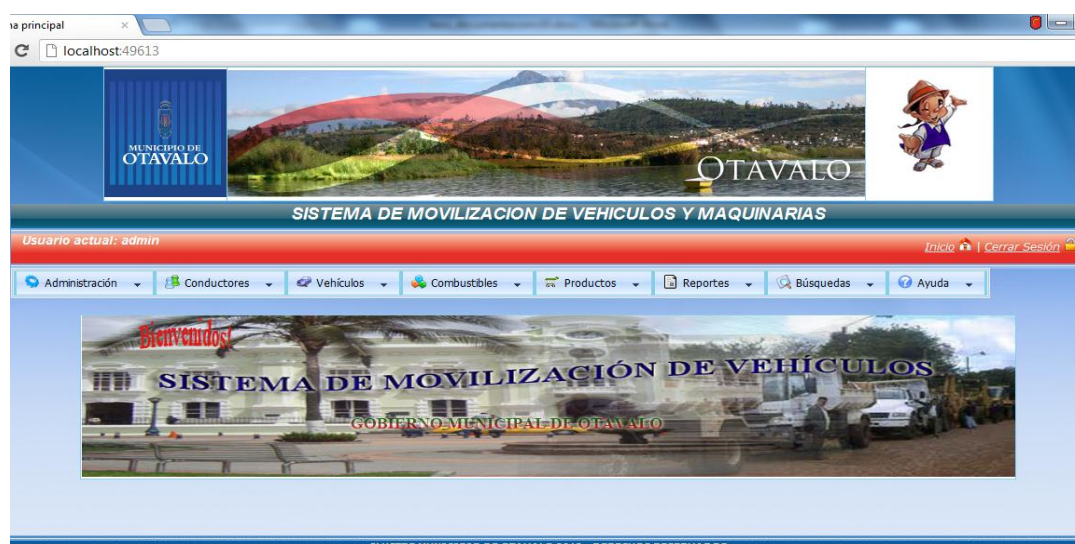 na principal
localhost:49613
MUNICIPIO DE
OTAVALO
OTAVALO
SISTEMA DE MOVILIZACION DE VEHICULOS Y MAQUINARIAS
Usuario actual: admin
Inicio | Cerrar Sesión
Administración Conductores Vehículos Combustibles Productos Reportes Búsquedas Ayuda
Bienvenidos!
SISTEMA DE MOVILIZACIÓN DE VEHÍCULOS
GOBIERNO MUNICIPAL DE OTAVALO